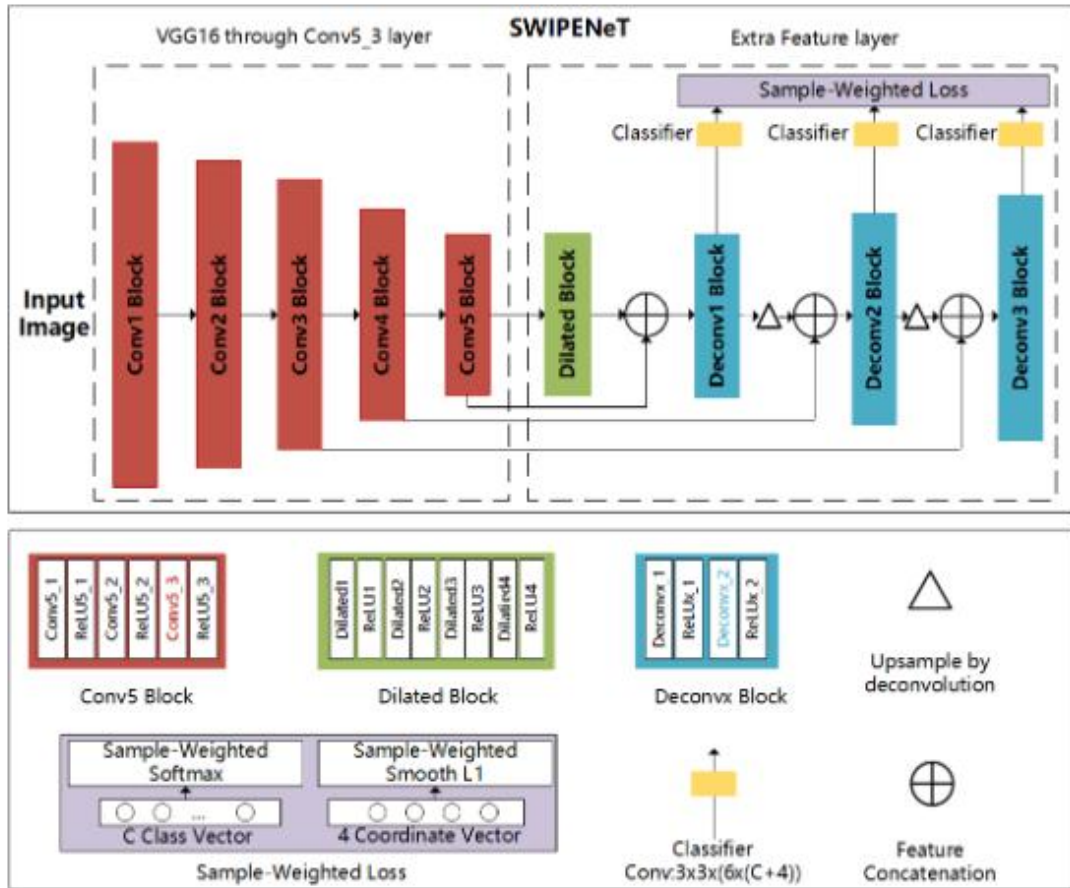 SWIPENeT
VGG16 through Conv5_3 layer
Extra Feature layer
Sample-Weighted Loss
Classifier
Classifier
Classifier
Input
Image
Conv1 Block
Conv2 Block
Conv3 Block
Conv4 Block
Conv5 Block
Dilated Block
Deconv1 Block
Deconv2 Block
Deconv3 Block
Conv5_1
ReLU5_1
Conv5_2
ReLU5_2
Conv5_3
ReLU5_3
Conv5 Block
Dilated1
ReLU1
Dilated2
ReLU2
Dilated3
ReLU3
Dilatied4
ReLU4
Dilated Block
Deconvx_1
ReLUx_1
Deconvx_2
ReLUx_2
Deconvx Block
Upsample by
deconvolution
Sample-Weighted
Softmax
... 
C Class Vector
Sample-Weighted
Smooth L1
4 Coordinate Vector
Sample-Weighted Loss
Classifier
Conv:3x3x(6x(C+4))
Feature
Concatenation